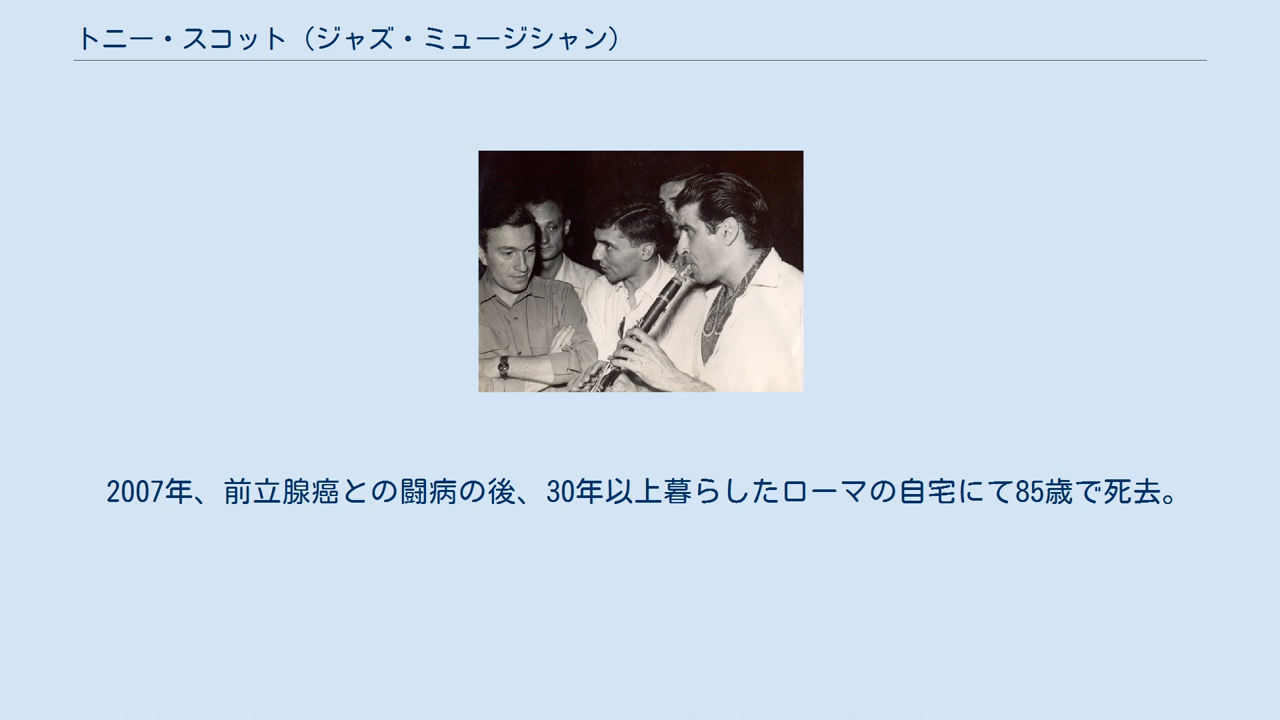 トニー・スコット（ジャズ・ミュージシャン）
2007年、前立腺癌との闘病の後、30年以上暮らしたローマの自宅にて85歳で死去。